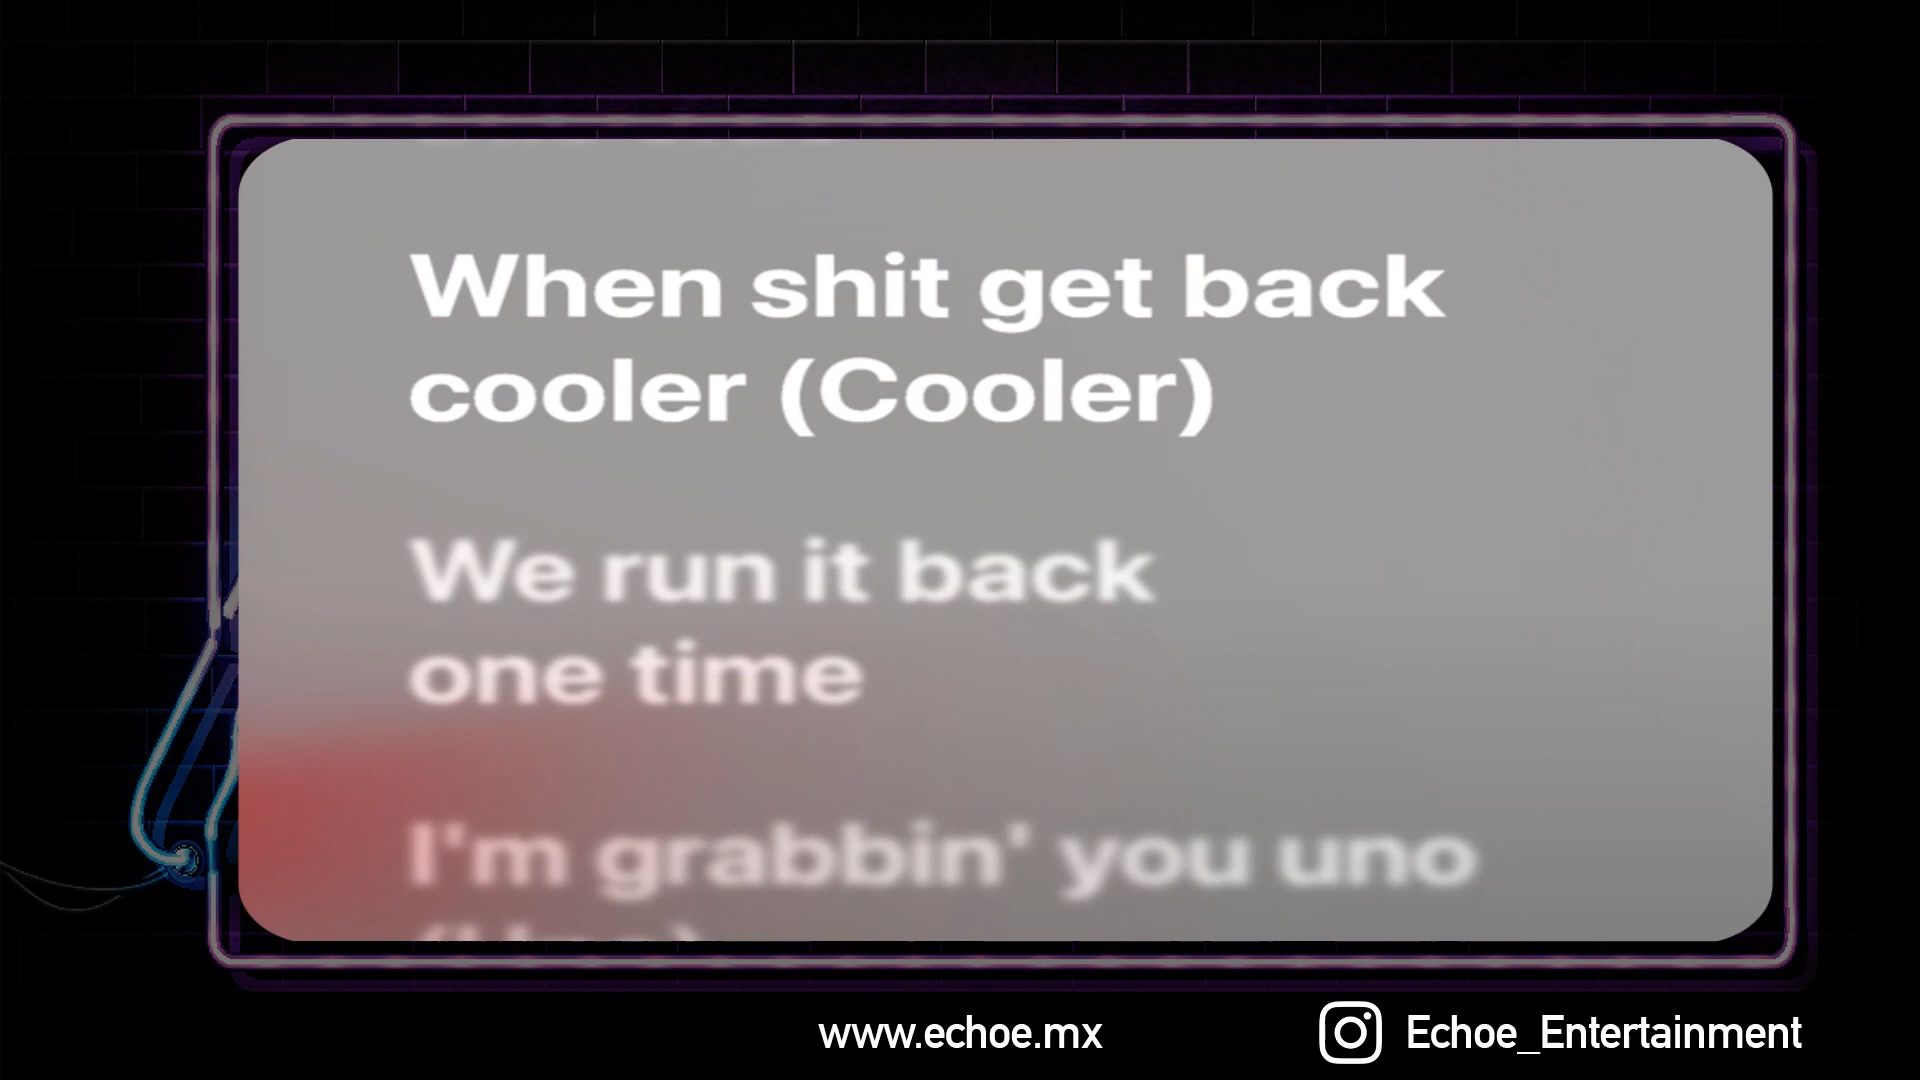 When shit get back
cooler (Cooler)
We run it back
one time
I'm grabbin' you uno
www.echoe.mx
Echoe_Entertainment